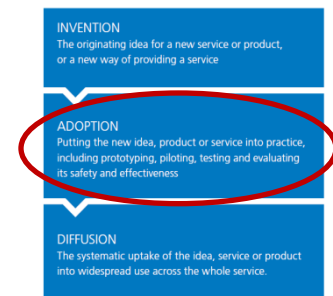 INVENTION
The originating idea for a new service or product,
or a new way of providing a service
ADOPTION
Putting the new idea, product or service into practice,
including prototyping, piloting, testing and evaluating
its safety and effectiveness
DIFFUSION
The systematic uptake of the idea, service or product
into widespread use across the whole service.